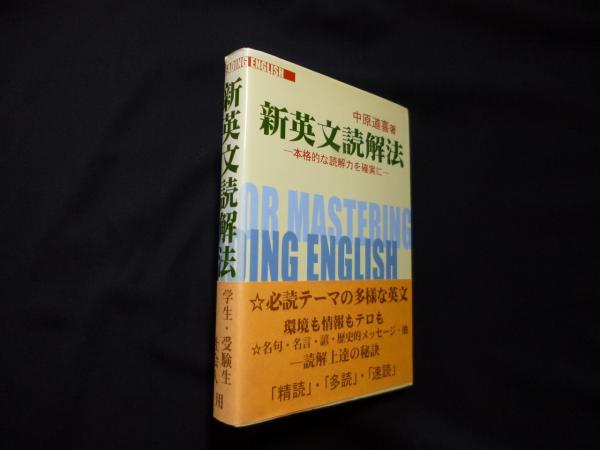 中原道喜著
新英文読解法
―本格的な読解力を確実に―
OR MASTERING
DING ENGLISH
☆必読テーマの多様な英文
環境も情報もテロも
☆名句・名言・諺・歴史的メッセージ・他
―読解上達の秘訣
「精読」・「多読」・「速読」
ENGLISH
新英文読解法
学生・受験生
社会人 用